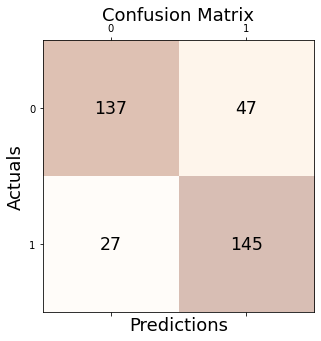 Confusion Matrix
0 1
0 137 47
Actuals
1 27 145
Predictions